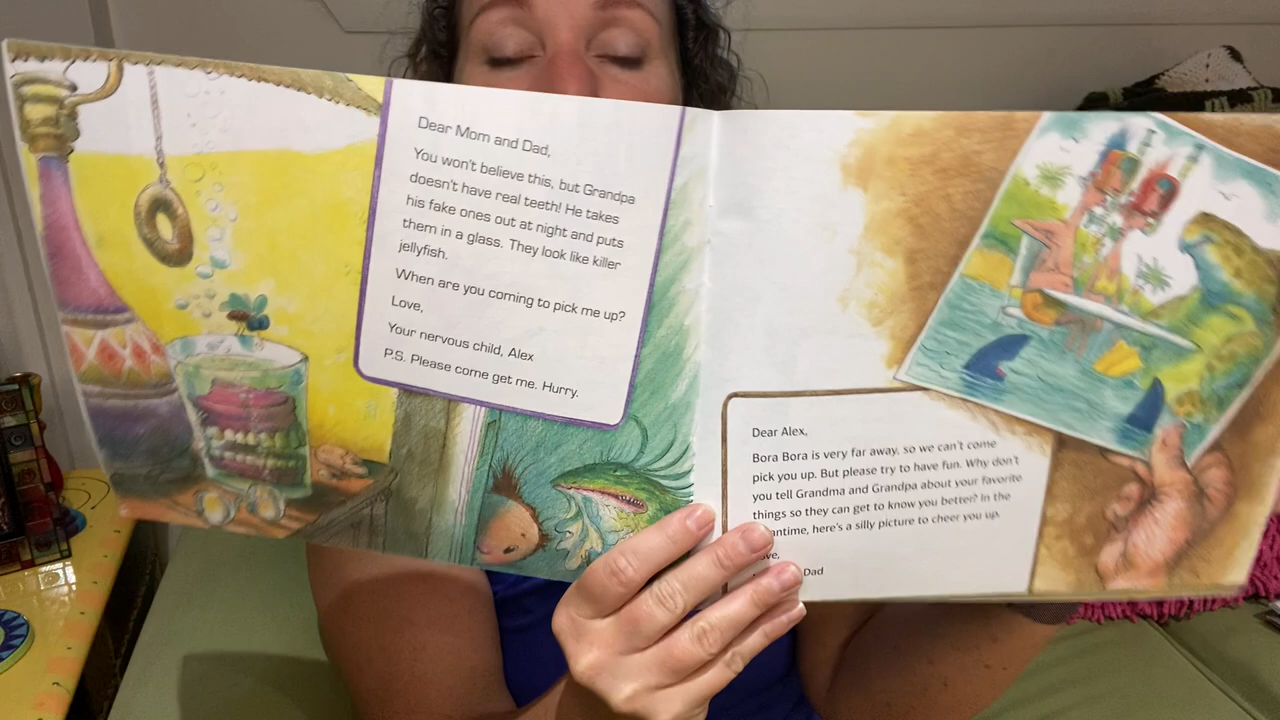 Dear Mom and Dad,
You won't believe this, but Grandpa
doesn't have real teeth! He takes
his fake ones out at night and puts
them in a glass. They look like killer
jellyfish.
When are you coming to pick me up?
Love,
Your nervous child, Alex
P.S. Please come get me. Hurry.
Dear Alex,
Bora Bora is very far away, so we can't come
pick you up. But please try to have fun. Why don't
you tell Grandma and Grandpa about your favorite
things so they can get to know you better? In the
antime, here's a silly picture to cheer you up.
ove,
Dad